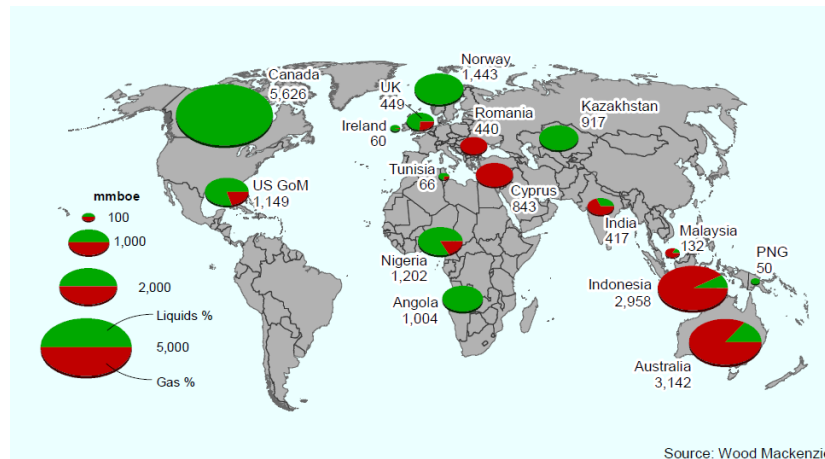 Canada
5,626
Norway
1,443
UK
449
Romania
440
Kazakhstan
917
Ireland
60
Tunisia
66
US GoM
1,149
Cyprus
843
mmboe
100
1,000
2,000
Liquids %
5,000
Gas %
India
417
Malaysia
132
PNG
50
Nigeria
1,202
Indonesia
2,958
Angola
1,004
Australia
3,142
Source: Wood Mackenzie